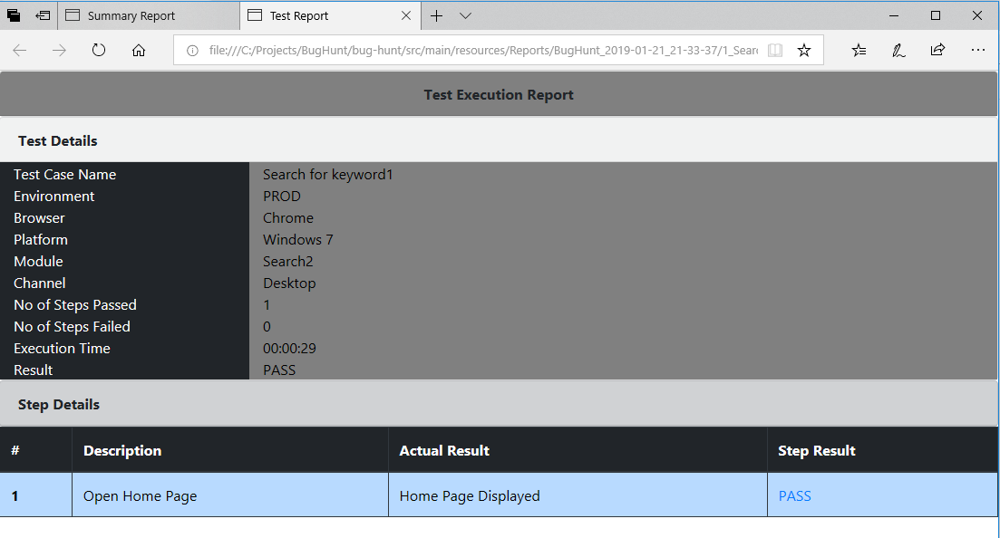 Summary Report
Test Report
file:///C:/Projects/BugHunt/bug-hunt/src/main/resources/Reports/BugHunt_2019-01-21_21-33-37/1_Sear
Test Execution Report
Test Details
Test Case Name Search for keyword1
Environment PROD
Browser Chrome
Platform Windows 7
Module Search2
Channel Desktop
No of Steps Passed 1
No of Steps Failed 0
Execution Time 00:00:29
Result PASS
Step Details
# Description Actual Result Step Result
1 Open Home Page Home Page Displayed PASS